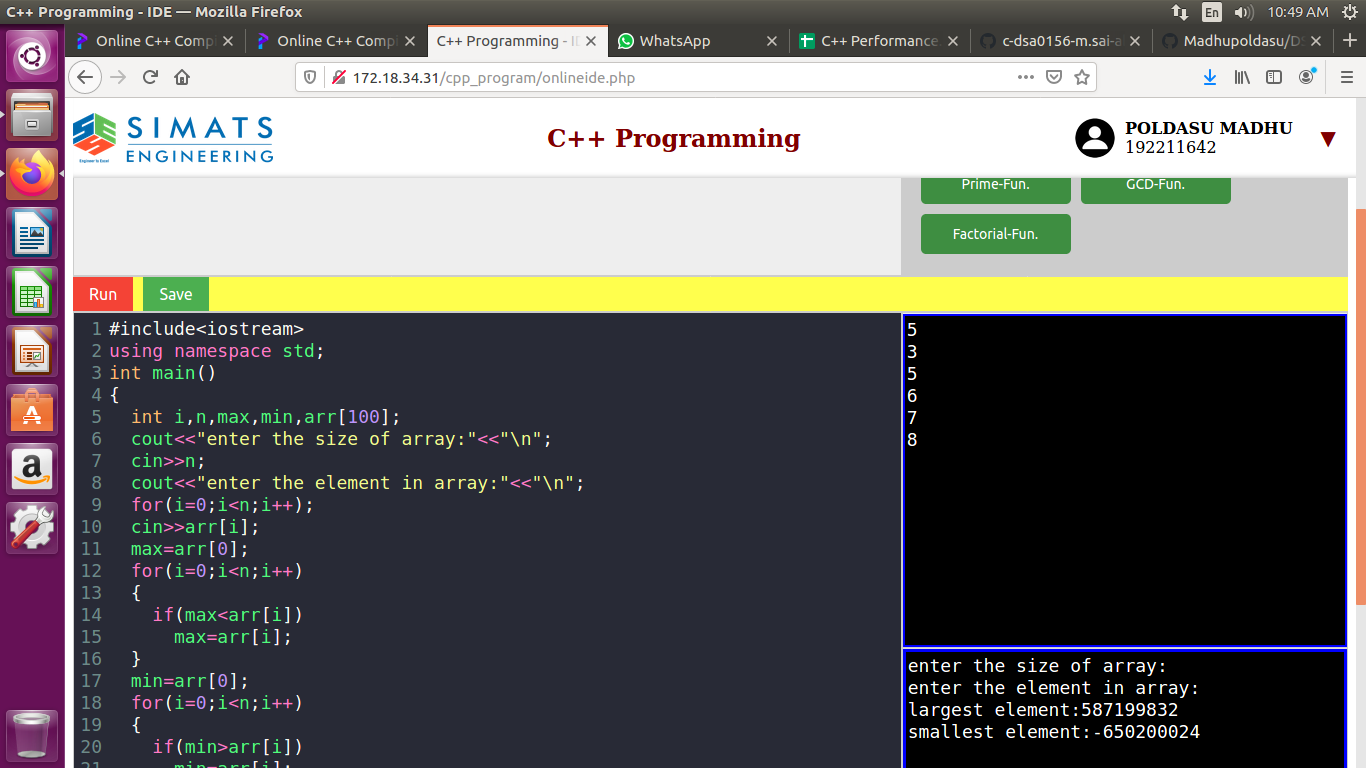 C++ Programming - IDE — Mozilla Firefox
En
10:49 AM
Online C++ Compi
Online C++ Compi
C++ Programming - ID
WhatsApp
C++ Performance
c-dsa0156-m.sai-a
Madhupoldasu/DS
172.18.34.31/cpp_program/onlineide.php
SIMATS
ENGINEERING
Engineer to Excel
C++ Programming
POLDASU MADHU
192211642
Prime-Fun.
GCD-Fun.
Factorial-Fun.
Run
Save
1 #include<iostream>
2 using namespace std;
3 int main()
4 {
5 int i,n,max,min,arr[100];
6 cout<<"enter the size of array:"<<"\n";
7 cin>>n;
8 cout<<"enter the element in array:"<<"\n";
9 for(i=0;i<n;i++);
10 cin>>arr[i];
11 max=arr[0];
12 for(i=0;i<n;i++)
13 {
14 if(max<arr[i])
15 max=arr[i];
16 }
17 min=arr[0];
18 for(i=0;i<n;i++)
19 {
20 if(min>arr[i])
21 min=arr[i];
5
3
5
6
7
8
enter the size of array:
enter the element in array:
largest element:587199832
smallest element:-650200024